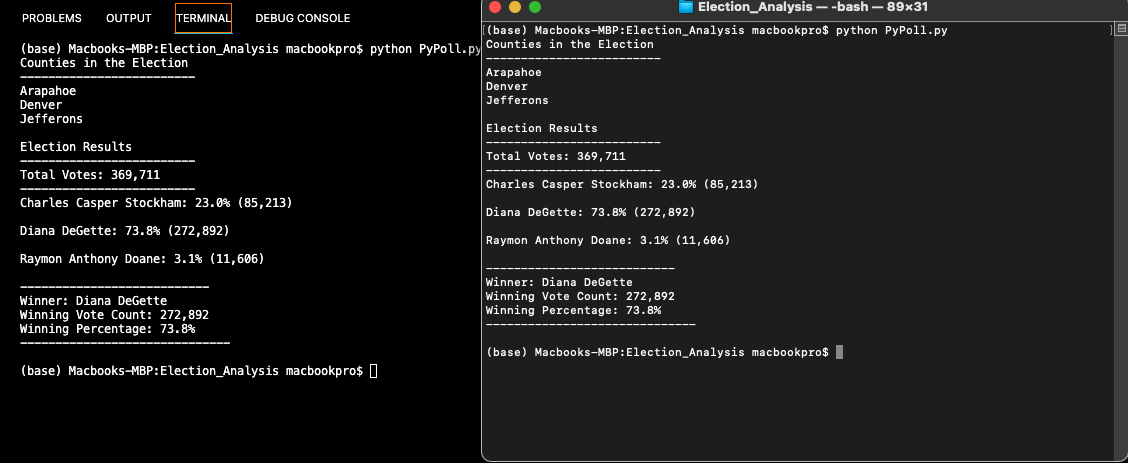 PROBLEMS OUTPUT TERMINAL DEBUG CONSOLE
(base) Macbooks-MBP:Election_Analysis macbookpro$ python PyPoll.py
Counties in the Election
-------------------------
Arapahoe
Denver
Jefferons
Election Results
-------------------------
Total Votes: 369,711
-------------------------
Charles Casper Stockham: 23.0% (85,213)
Diana DeGette: 73.8% (272,892)
Raymon Anthony Doane: 3.1% (11,606)
---------------------------
Winner: Diana DeGette
Winning Vote Count: 272,892
Winning Percentage: 73.8%
------------------------------
(base) Macbooks-MBP:Election_Analysis macbookpro$
Election_Analysis — -bash — 89×31
[(base) Macbooks-MBP:Election_Analysis macbookpro$ python PyPoll.py ]
Counties in the Election
-------------------------
Arapahoe
Denver
Jefferons
Election Results
-------------------------
Total Votes: 369,711
-------------------------
Charles Casper Stockham: 23.0% (85,213)
Diana DeGette: 73.8% (272,892)
Raymon Anthony Doane: 3.1% (11,606)
---------------------------
Winner: Diana DeGette
Winning Vote Count: 272,892
Winning Percentage: 73.8%
------------------------------
(base) Macbooks-MBP:Election_Analysis macbookpro$